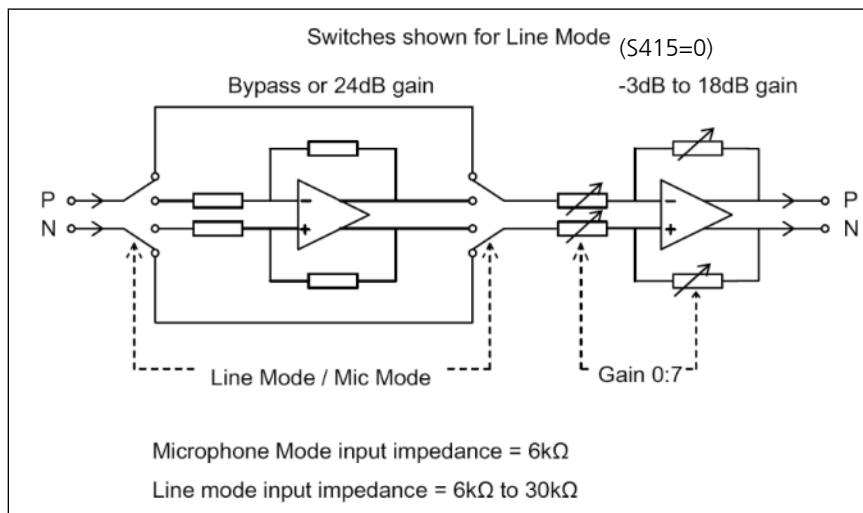 Switches shown for Line Mode (S415=0)
Bypass or 24dB gain
-3dB to 18dB gain
P
N
−
+
−
+
P
N
Line Mode / Mic Mode
Gain 0:7
Microphone Mode input impedance = 6kΩ
Line mode input impedance = 6kΩ to 30kΩ